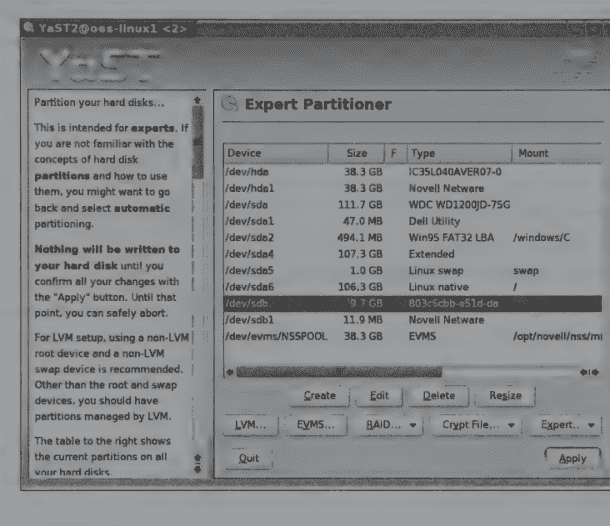 YaST2@oes-linux1 <2>
YaST
Partition your hard disks...
This is intended for experts. If
you are not familiar with the
concepts of hard disk
partitions and how to use
them, you might want to go
back and select automatic
partitioning.
Nothing will be written to
your hard disk until you
confirm all your changes with
the "Apply" button. Until that
point, you can safely abort.
For LVM setup, using a non-LVM
root device and a non-LVM
swap device is recommended.
Other than the root and swap
devices, you should have
partitions managed by LVM.
The table to the right shows
the current partitions on all
your hard disks.
Expert Partitioner
Device Size F Type Mount
/dev/hda 38.3 GB IC35L040AVER07-0
/dev/hda1 38.3 GB Novell Netware
/dev/sda 111.7 GB WDC WD1200JD-75G
/dev/sda1 47.0 MB Dell Utility
/dev/sda2 494.1 MB Win95 FAT32 LBA /windows/C
/dev/sda4 107.3 GB Extended
/dev/sda5 1.0 GB Linux swap swap
/dev/sda6 106.3 GB Linux native /
/dev/sdb 9.7 GB 803c6cbb-e51d-da
/dev/sdb1 11.9 MB Novell Netware
/dev/evms/NSSPOOL 38.3 GB EVMS /opt/novell/nss/m
Create Edit Delete Resize
LVM... EVMS... RAID... Crypt File... Expert..
Quit Apply